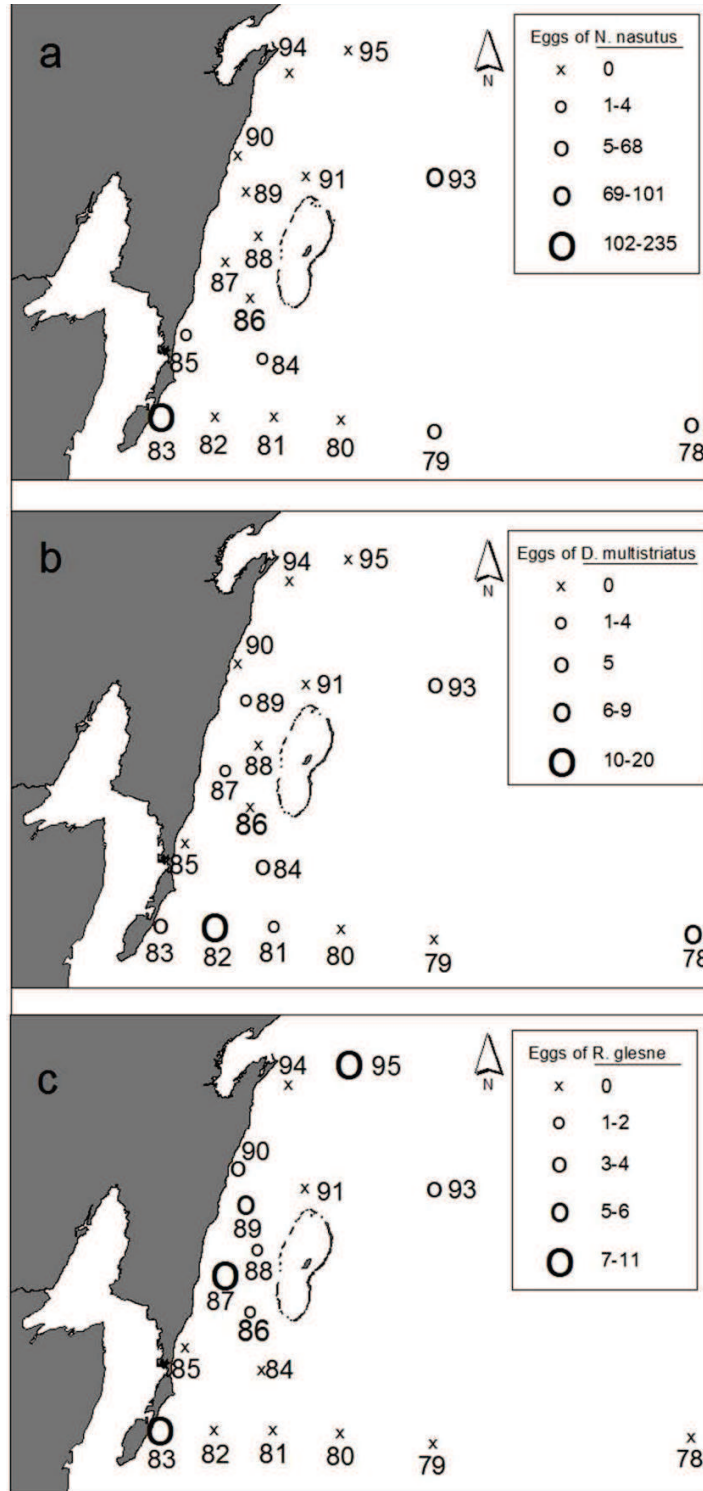 a
94
95
90
89
91
93
88
87
86
85
84
83
82
81
80
79
78
N
Eggs of N. nasutus
x 0
o 1-4
o 5-68
o 69-101
o 102-235
b
94
95
90
89
91
93
88
87
86
85
84
83
82
81
80
79
78
N
Eggs of D. multistriatus
x 0
o 1-4
o 5
o 6-9
o 10-20
c
94
95
90
89
91
93
88
87
86
85
84
83
82
81
80
79
78
N
Eggs of R. glesne
x 0
o 1-2
o 3-4
o 5-6
o 7-11